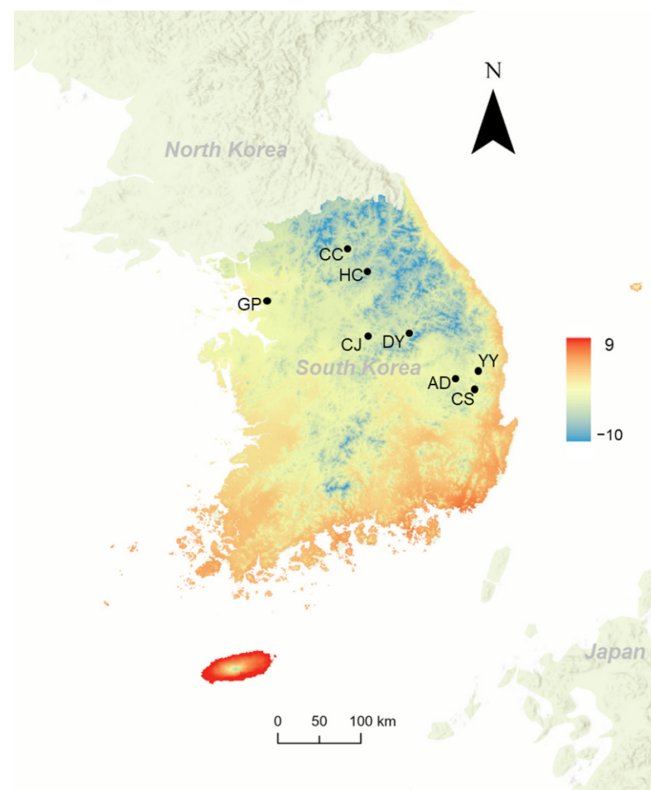 N
North Korea
CC
HC
GP
CJ
DY
9
South Korea
YY
AD
CS
−10
Japan
0 50 100 km